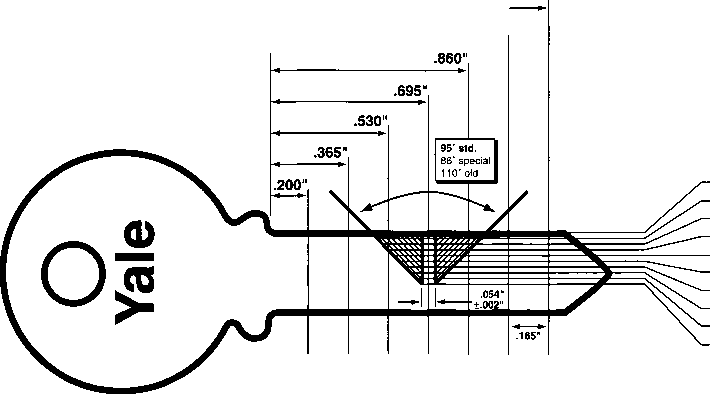 .860"
.695"
.530"
.365"
.200"
95° std.
86° special
110° old
Yale
.054"
±.002"
.165"